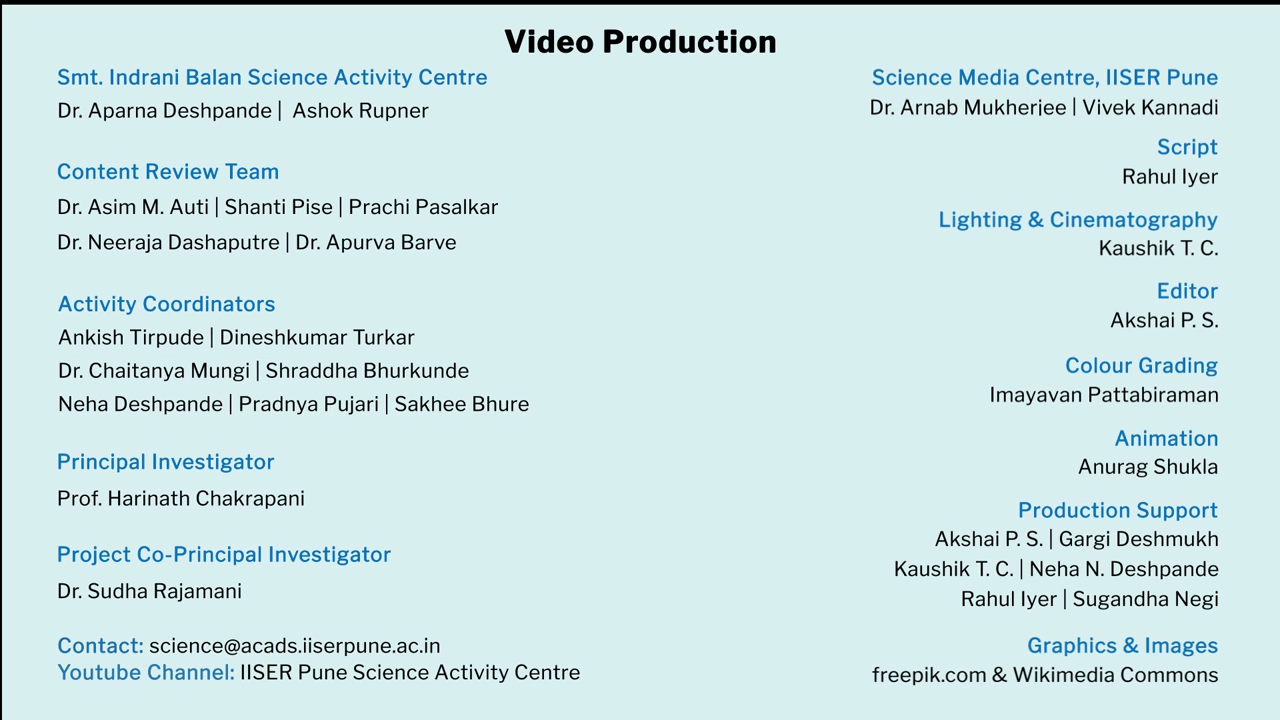 Video Production
Smt. Indrani Balan Science Activity Centre
Dr. Aparna Deshpande | Ashok Rupner
Content Review Team
Dr. Asim M. Auti | Shanti Pise | Prachi Pasalkar
Dr. Neeraja Dashaputre | Dr. Apurva Barve
Activity Coordinators
Ankish Tirpude | Dineshkumar Turkar
Dr. Chaitanya Mungi | Shraddha Bhurkunde
Neha Deshpande | Pradnya Pujari | Sakhee Bhure
Principal Investigator
Prof. Harinath Chakrapani
Project Co-Principal Investigator
Dr. Sudha Rajamani
Contact: science@acads.iiserpune.ac.in
Youtube Channel: IISER Pune Science Activity Centre
Science Media Centre, IISER Pune
Dr. Arnab Mukherjee | Vivek Kannadi
Script
Rahul Iyer
Lighting & Cinematography
Kaushik T. C.
Editor
Akshai P. S.
Colour Grading
Imayavan Pattabiraman
Animation
Anurag Shukla
Production Support
Akshai P. S. | Gargi Deshmukh
Kaushik T. C. | Neha N. Deshpande
Rahul Iyer | Sugandha Negi
Graphics & Images
freepik.com & Wikimedia Commons